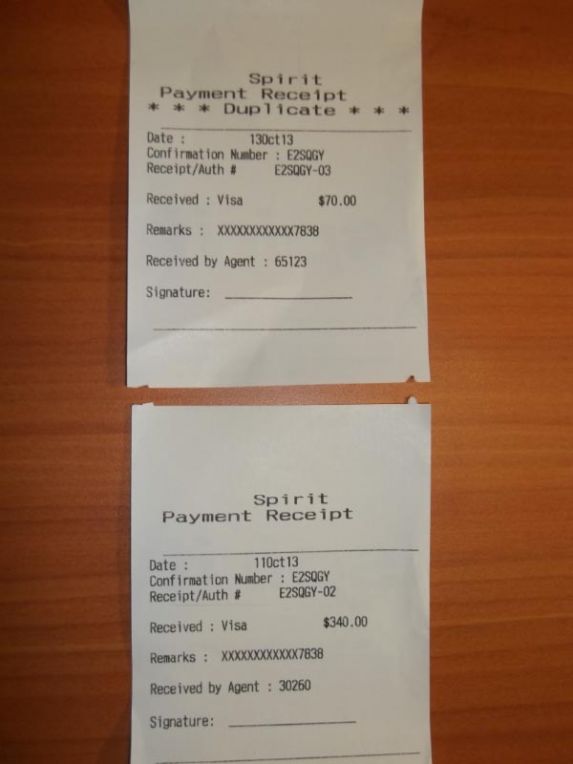 Spirit
Payment Receipt
* * * Duplicate * * *
Date : 13Oct13
Confirmation Number : E2SQGY
Receipt/Auth # E2SQGY-03
Received : Visa $70.00
Remarks : XXXXXXXXXXXX7838
Received by Agent : 65123
Signature:
Spirit
Payment Receipt
Date : 11Oct13
Confirmation Number : E2SQGY
Receipt/Auth # E2SQGY-02
Received : Visa $340.00
Remarks : XXXXXXXXXXXX7838
Received by Agent : 30260
Signature: